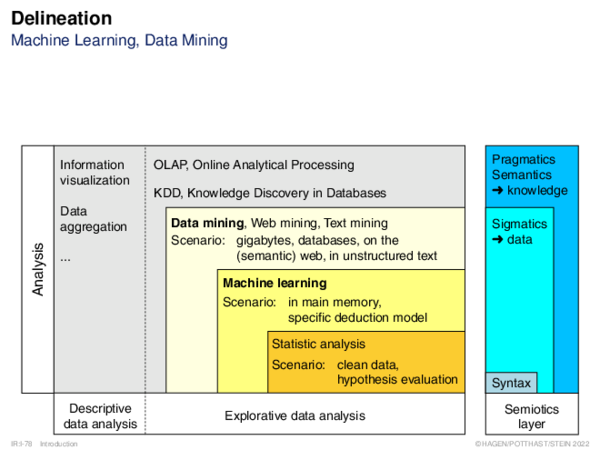 Delineation
Machine Learning, Data Mining
Analysis
Information
visualization
Data
aggregation
...
OLAP, Online Analytical Processing
KDD, Knowledge Discovery in Databases
Data mining, Web mining, Text mining
Scenario: gigabytes, databases, on the
(semantic) web, in unstructured text
Machine learning
Scenario: in main memory,
specific deduction model
Statistic analysis
Scenario: clean data,
hypothesis evaluation
Descriptive
data analysis
Explorative data analysis
Pragmatics
Semantics
➜ knowledge
Sigmatics
➜ data
Syntax
Semiotics
layer
IR:I-78 Introduction
©HAGEN/POTTHAST/STEIN 2022